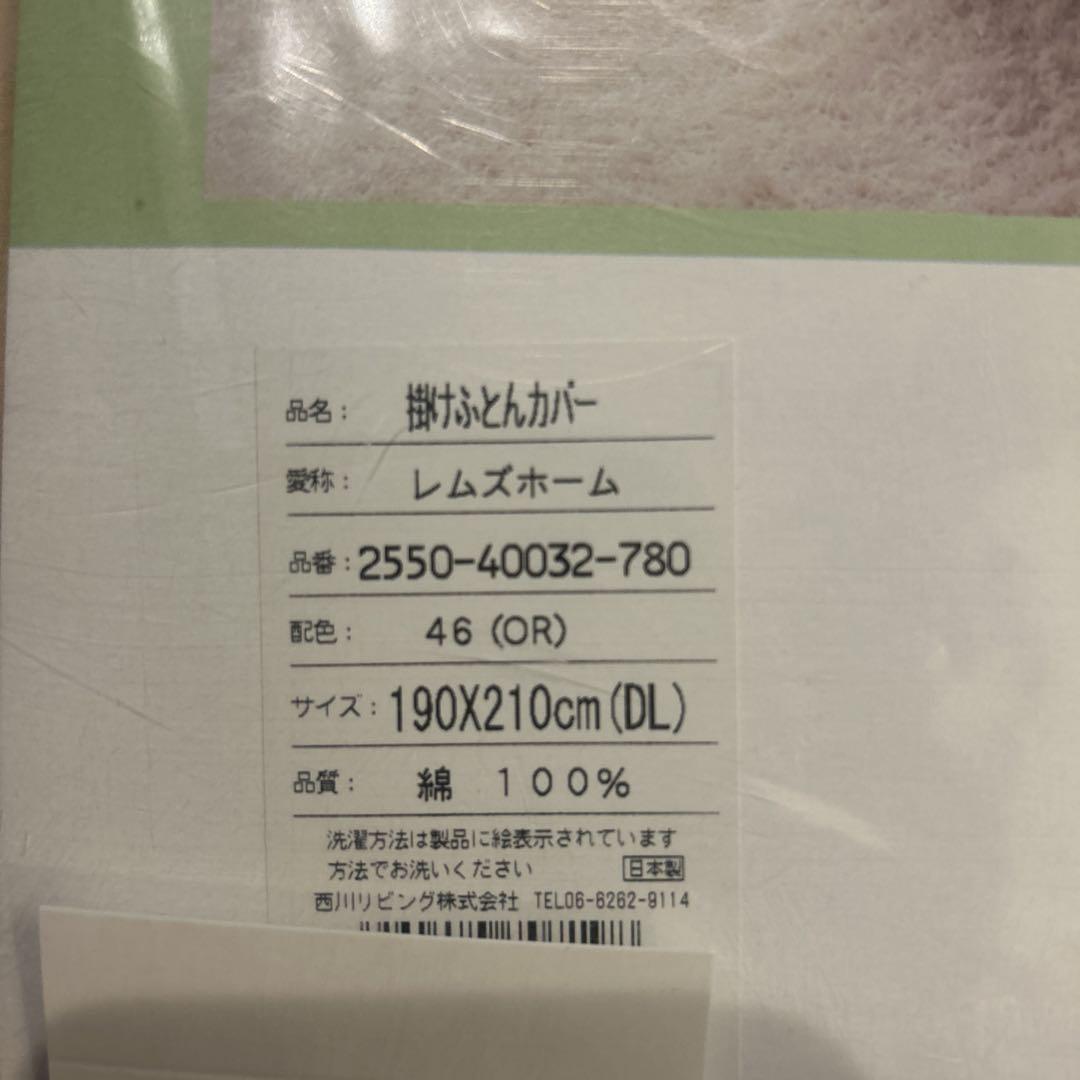 品名： 掛けふとんカバー
愛称： レムズホーム
品番：2550-40032-780
配色： 46 (OR)
サイズ：190X210cm(DL)
品質： 綿 100%
洗濯方法は製品に絵表示されています
方法でお洗いください 日本製
西川リビング株式会社 TEL06-6262-9114